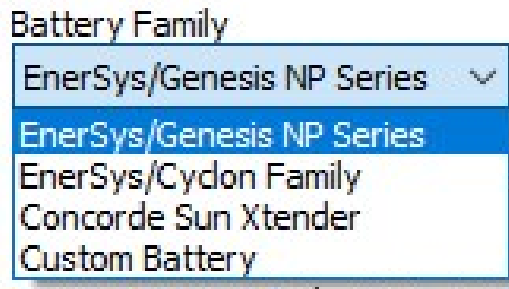 Battery Family
EnerSys/Genesis NP Series
EnerSys/Genesis NP Series
EnerSys/Cyclon Family
Concorde Sun Xtender
Custom Battery